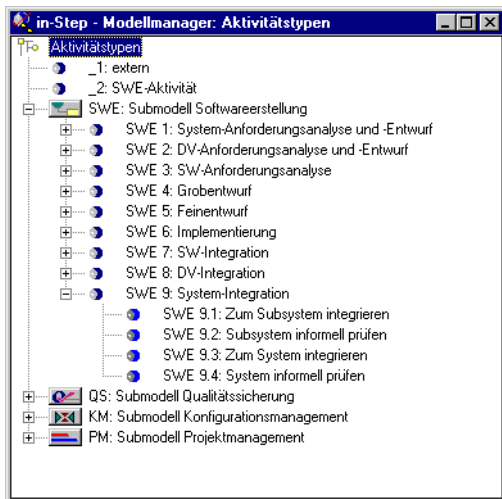 in-Step - Modellmanager: Aktivitätstypen
Aktivitätstypen
_1: extern
_2: SWE-Aktivität
SWE: Submodell Softwareerstellung
SWE 1: System-Anforderungsanalyse und -Entwurf
SWE 2: DV-Anforderungsanalyse und -Entwurf
SWE 3: SW-Anforderungsanalyse
SWE 4: Grobentwurf
SWE 5: Feinentwurf
SWE 6: Implementierung
SWE 7: SW-Integration
SWE 8: DV-Integration
SWE 9: System-Integration
SWE 9.1: Zum Subsystem integrieren
SWE 9.2: Subsystem informell prüfen
SWE 9.3: Zum System integrieren
SWE 9.4: System informell prüfen
QS: Submodell Qualitätssicherung
KM: Submodell Konfigurationsmanagement
PM: Submodell Projektmanagement